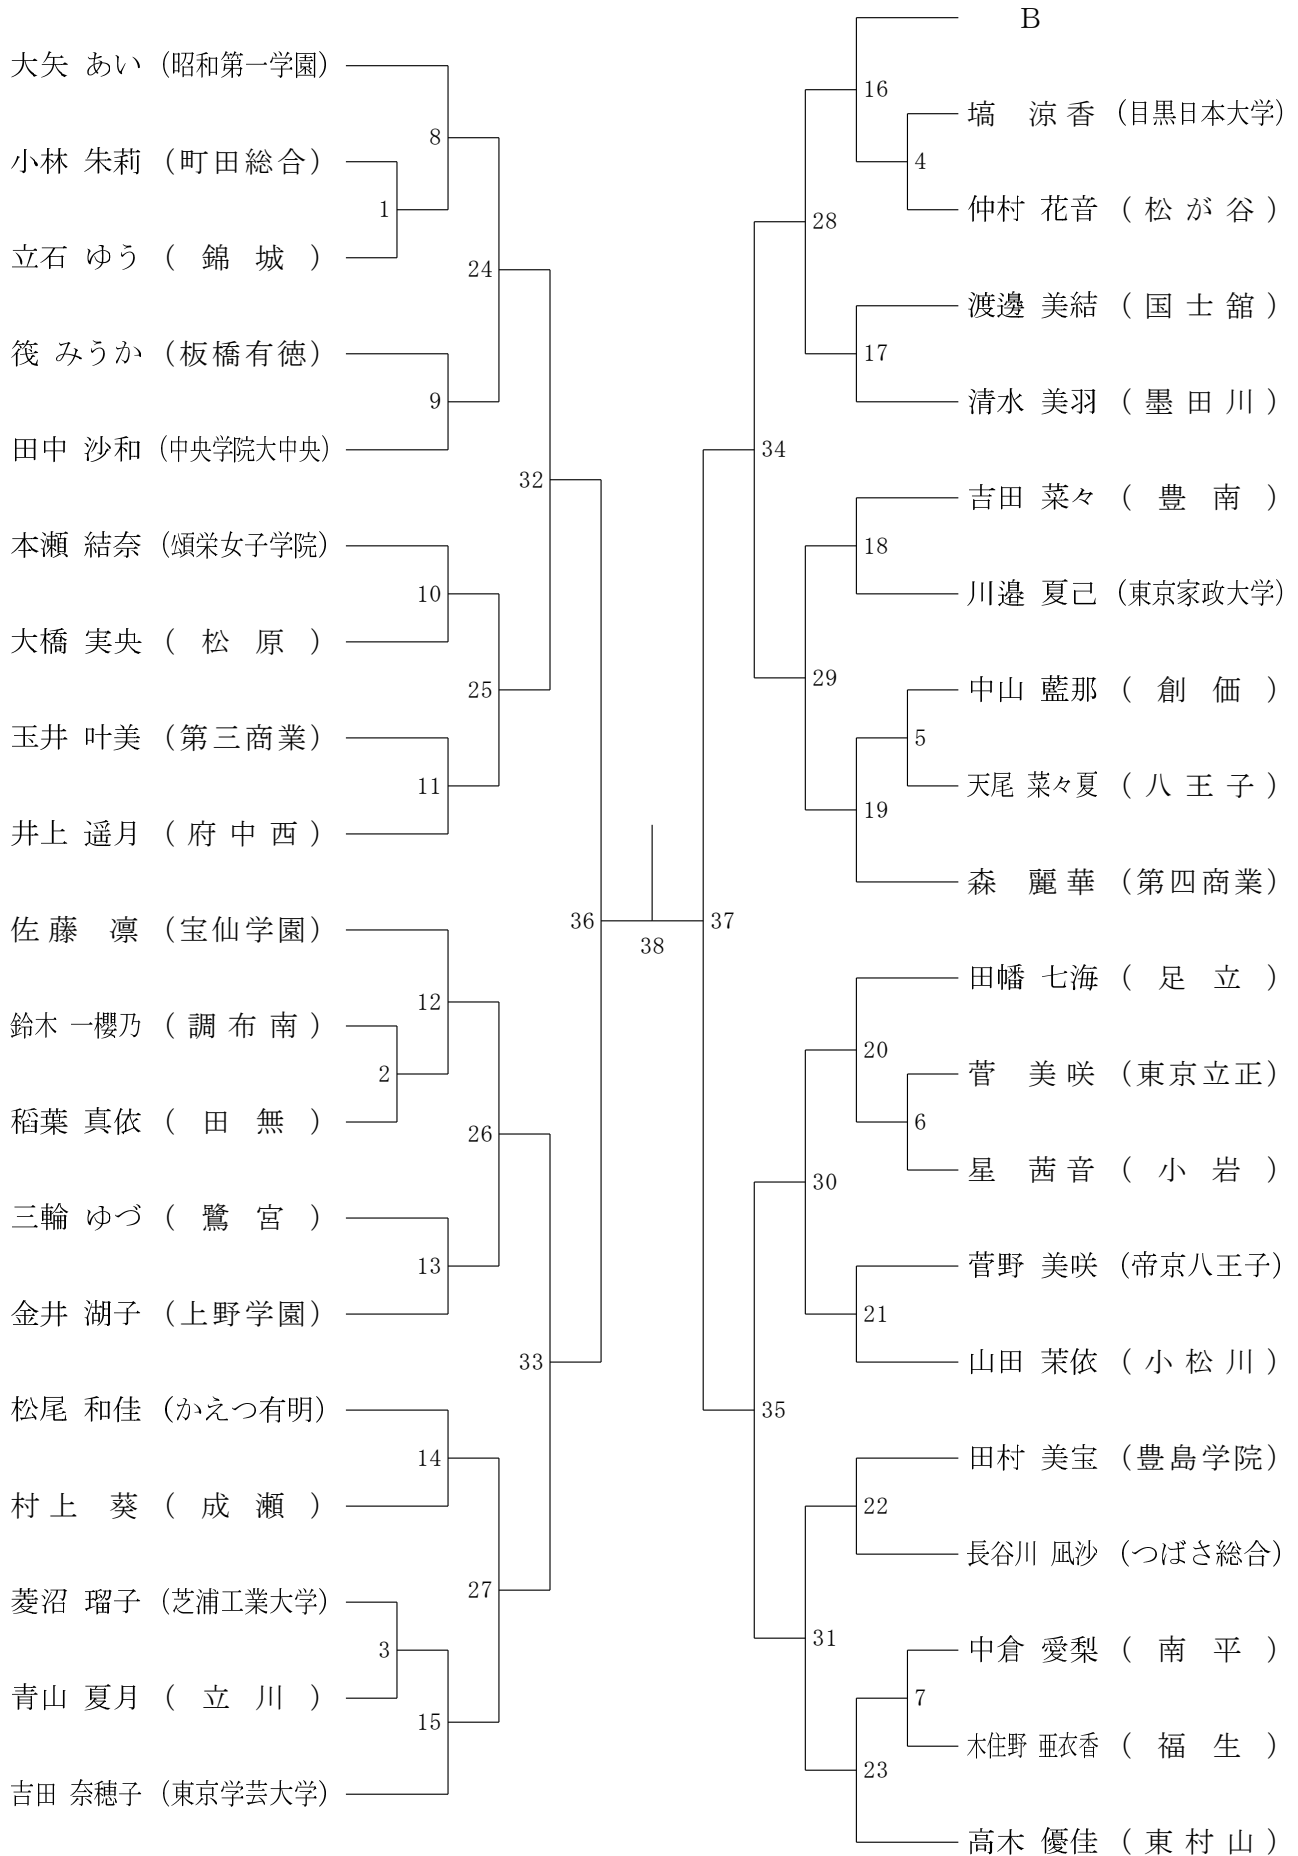 大矢 あい (昭和第一学園)
8
小林 朱莉 (町田総合)
1
立石 ゆう (錦城)
24
筏 みうか (板橋有徳)
9
田中 沙和 (中央学院大中央)
32
本瀬 結奈 (頌栄女子学院)
10
大橋 実央 (松原)
25
玉井 叶美 (第三商業)
11
井上 遥月 (府中西)
36
佐藤 凛 (宝仙学園)
12
鈴木 一櫻乃 (調布南)
2
稻葉 真依 (田無)
26
三輪 ゆづ (鷺宮)
13
金井 湖子 (上野学園)
33
松尾 和佳 (かえつ有明)
14
村上 葵 (成瀬)
27
菱沼 瑠子 (芝浦工業大学)
3
青山 夏月 (立川)
15
吉田 奈穂子 (東京学芸大学)
38
B
16
塙 涼香 (目黒日本大学)
4
仲村 花音 (松が谷)
28
渡邊 美結 (国士舘)
17
清水 美羽 (墨田川)
34
吉田 菜々 (豊南)
18
川邉 夏己 (東京家政大学)
29
中山 藍那 (創価)
5
天尾 菜々夏 (八王子)
19
森 麗華 (第四商業)
37
田幡 七海 (足立)
20
菅 美咲 (東京立正)
6
星 茜音 (小岩)
30
菅野 美咲 (帝京八王子)
21
山田 茉依 (小松川)
35
田村 美宝 (豊島学院)
22
長谷川 凪沙 (つばさ総合)
31
中倉 愛梨 (南平)
7
木住野 亜衣香 (福生)
23
高木 優佳 (東村山)